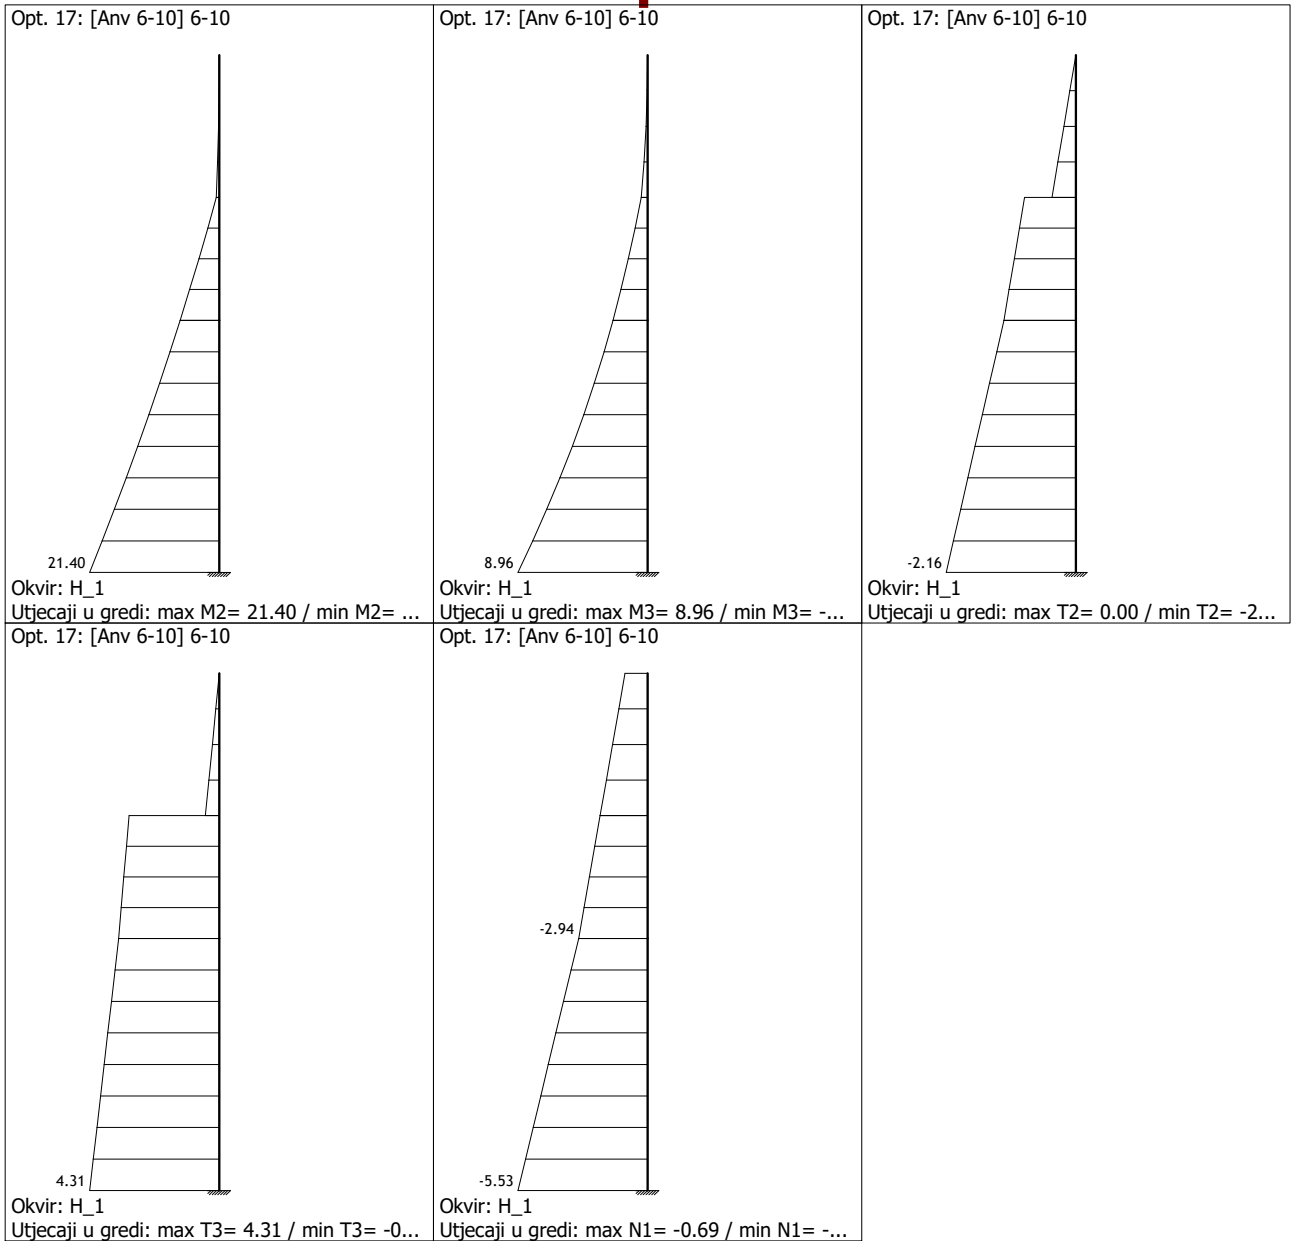 Opt. 17: [Anv 6-10] 6-10
21.40
Okvir: H_1
Utjecaji u gredi: max M2= 21.40 / min M2= ...
Opt. 17: [Anv 6-10] 6-10
8.96
Okvir: H_1
Utjecaji u gredi: max M3= 8.96 / min M3= -...
Opt. 17: [Anv 6-10] 6-10
-2.16
Okvir: H_1
Utjecaji u gredi: max T2= 0.00 / min T2= -2...
Opt. 17: [Anv 6-10] 6-10
4.31
Okvir: H_1
Utjecaji u gredi: max T3= 4.31 / min T3= -0...
Opt. 17: [Anv 6-10] 6-10
-2.94
-5.53
Okvir: H_1
Utjecaji u gredi: max N1= -0.69 / min N1= -...